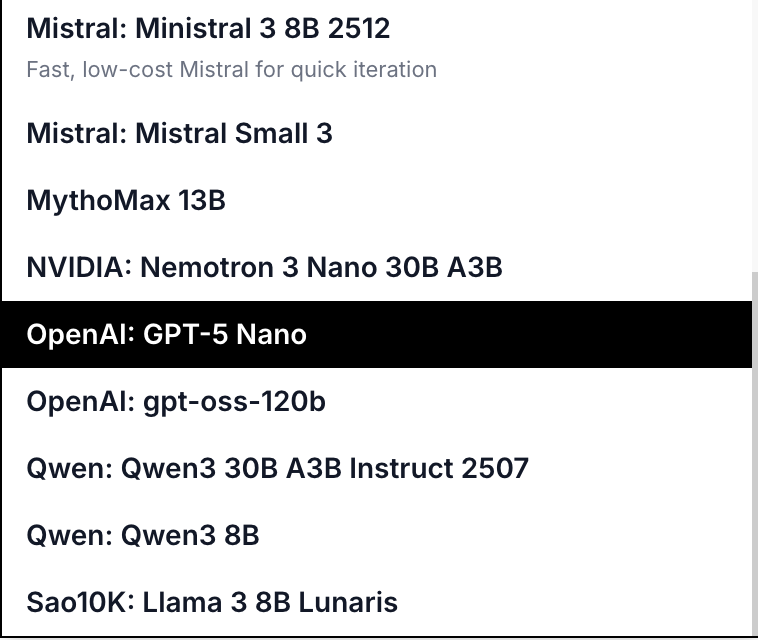 Mistral: Ministral 3 8B 2512
Fast, low-cost Mistral for quick iteration
Mistral: Mistral Small 3
MythoMax 13B
NVIDIA: Nemotron 3 Nano 30B A3B
OpenAI: GPT-5 Nano
OpenAI: gpt-oss-120b
Qwen: Qwen3 30B A3B Instruct 2507
Qwen: Qwen3 8B
Sao10K: Llama 3 8B Lunaris